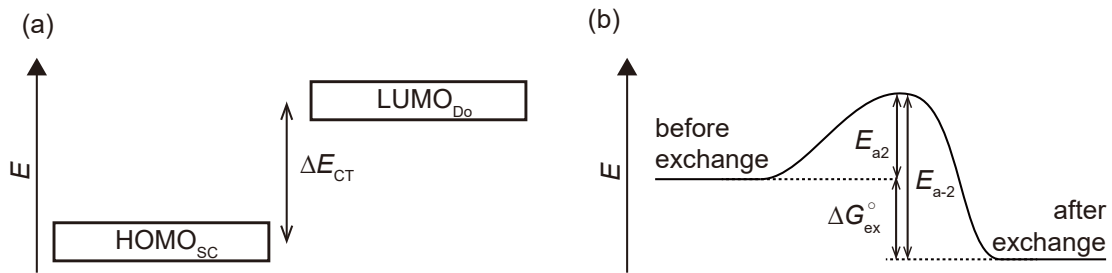 (a)
E
LUMO_Do
ΔE_CT
HOMO_SC
(b)
E
before
exchange
E_a2
E_a-2
ΔG°_ex
after
exchange